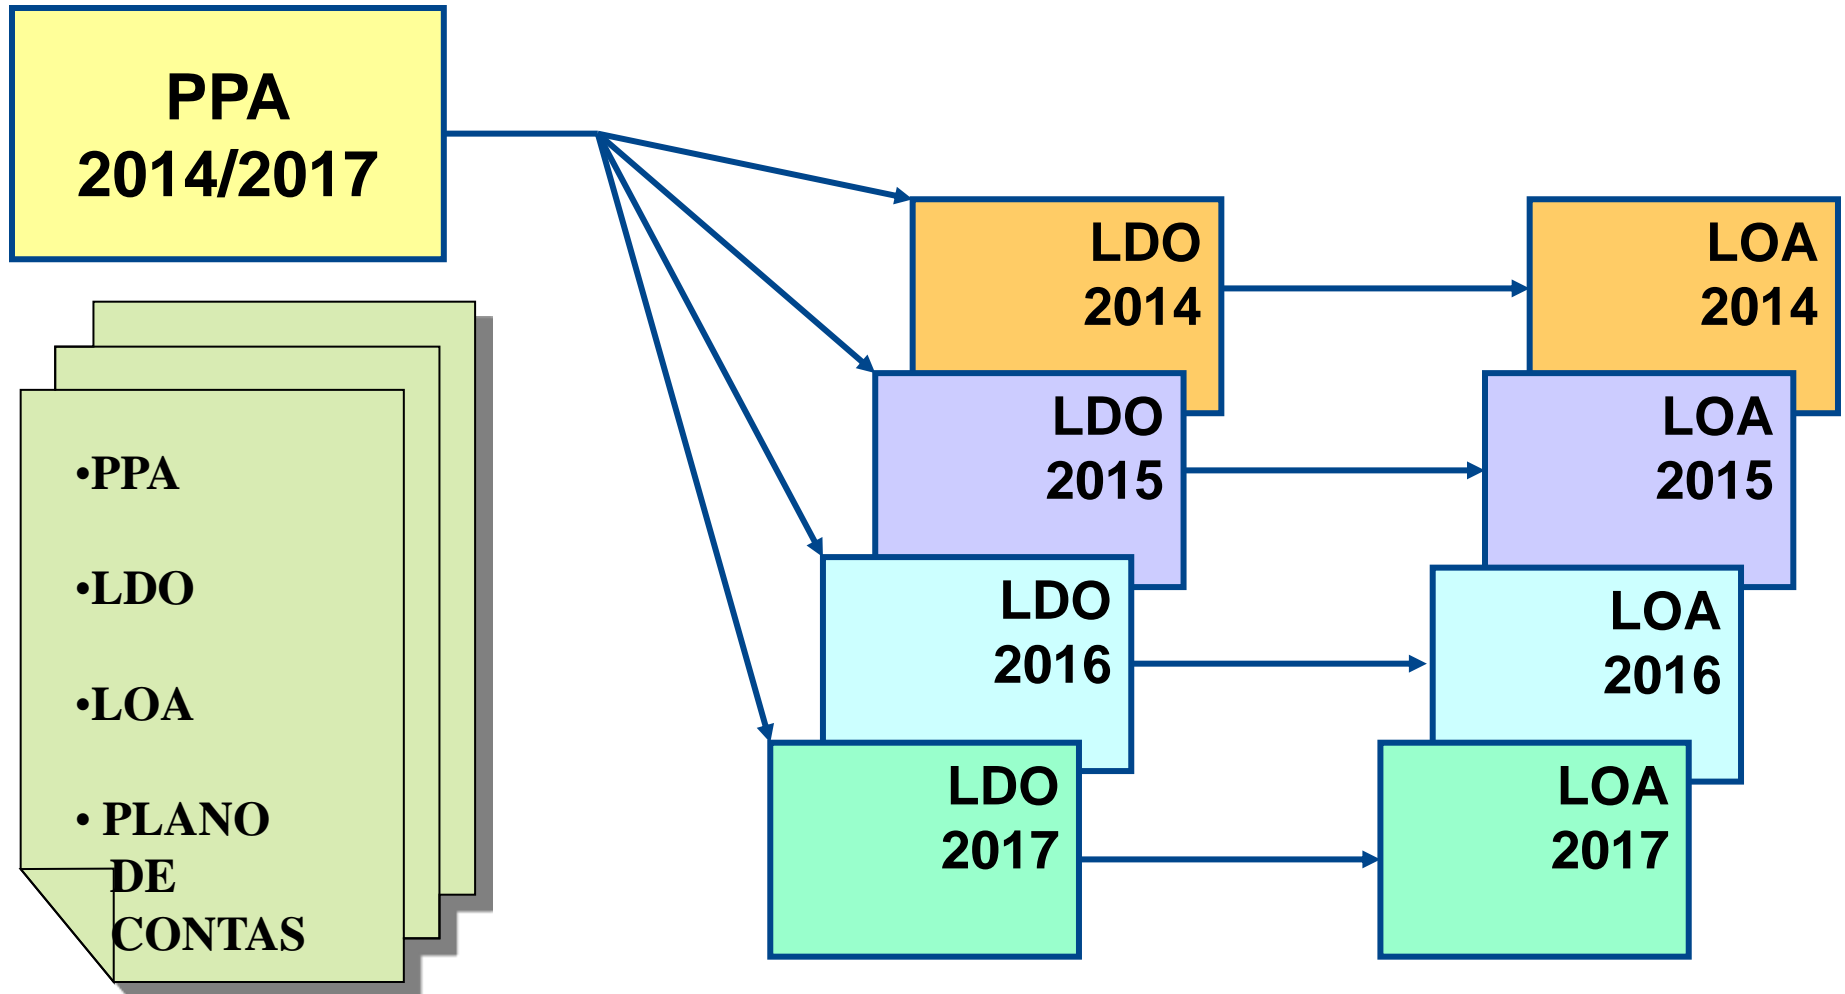 PPA
2014/2017
LDO
2014
LOA
2014
LDO
2015
LOA
2015
LDO
2016
LOA
2016
LDO
2017
LOA
2017
•PPA
•LDO
•LOA
• PLANO
DE
CONTAS